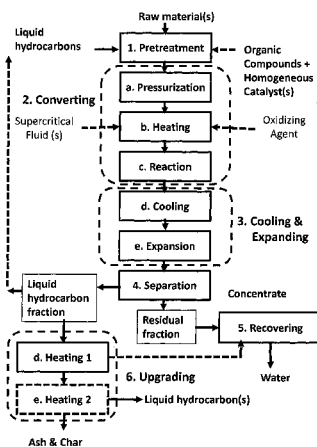 Raw material(s)
Liquid
hydrocarbons
1. Pretreatment
Organic
Compounds +
Homogeneous
Catalyst(s)
a. Pressurization
2. Converting
Supercritical
Fluid (s)
b. Heating
Oxidizing
Agent
c. Reaction
d. Cooling
3. Cooling &
Expanding
e. Expansion
4. Separation
Liquid
hydrocarbon
fraction
Concentrate
Residual
fraction
5. Recovering
d. Heating 1
6. Upgrading
Water
e. Heating 2
Liquid hydrocarbon(s)
Ash & Char